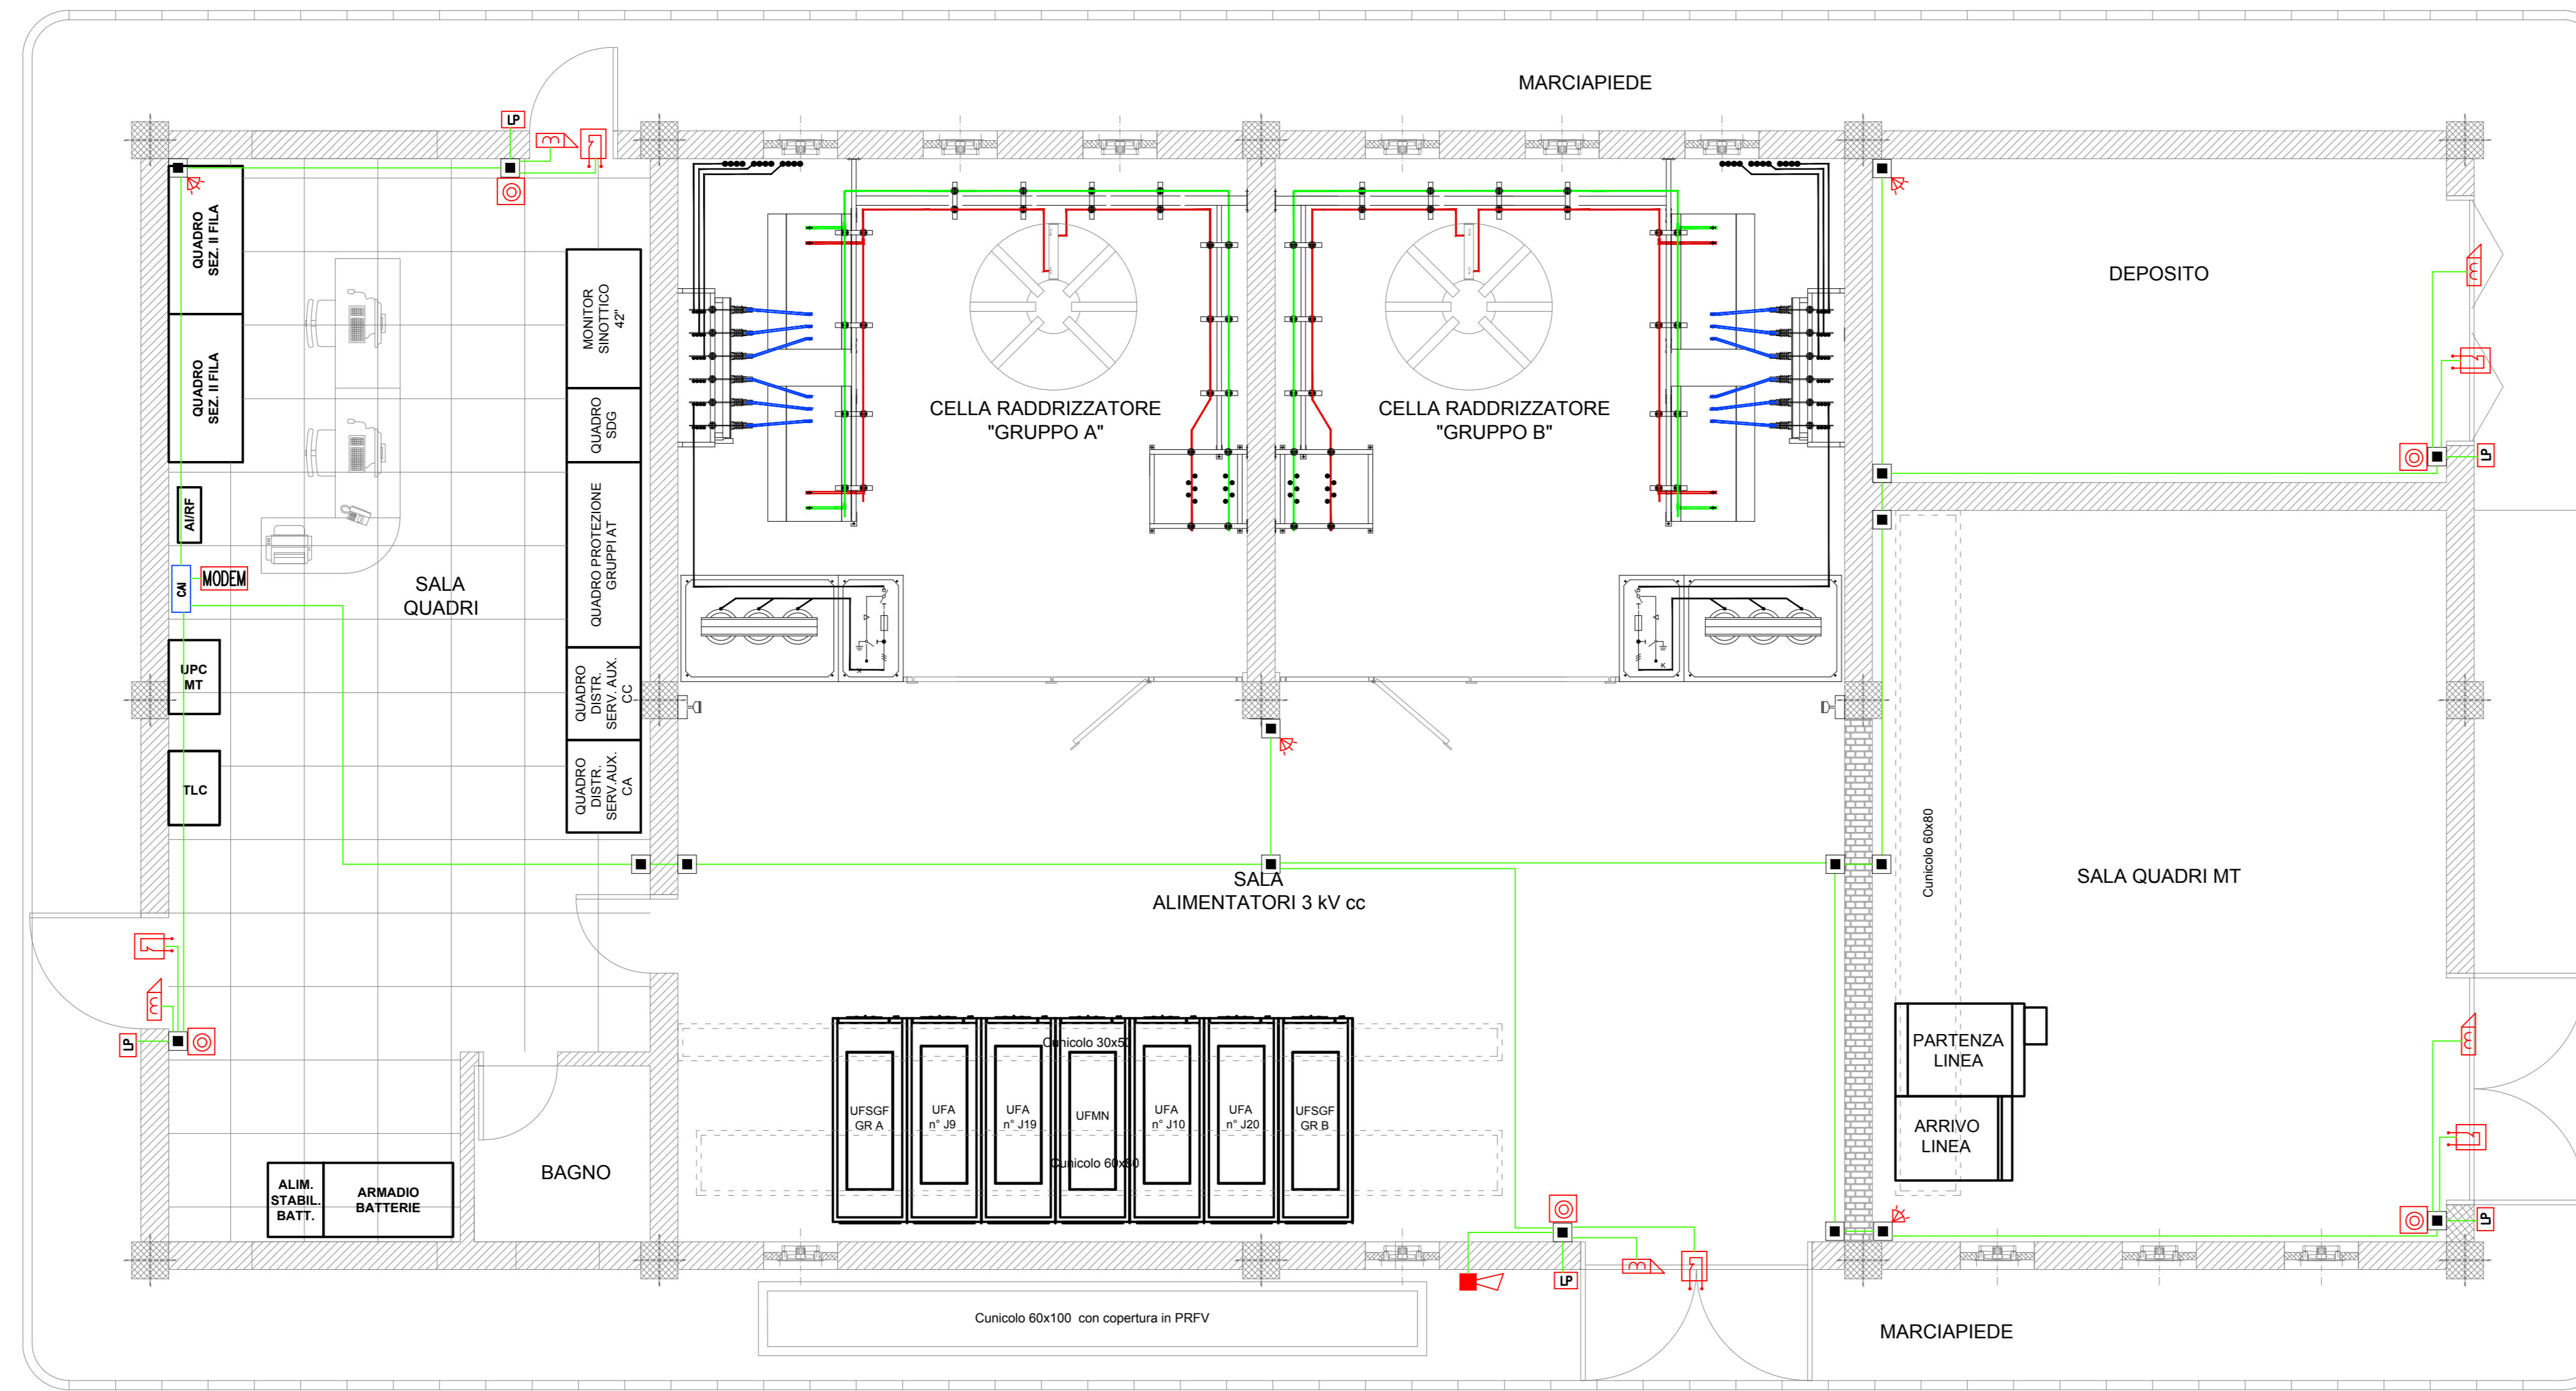 MARCIAPIEDE
LP
QUADRO
SEZ. II FILA
QUADRO
SEZ. II FILA
MONITOR
SINOTTICO
42"
QUADRO
SDG
QUADRO PROTEZIONE
GRUPPI AT
QUADRO
DISTR.
SERV. AUX.
CC
QUADRO
DISTR.
SERV.AUX.
CA
AI/RF
CAI
MODEM
UPC
MT
TLC
SALA
QUADRI
CELLA RADDRIZZATORE
"GRUPPO A"
CELLA RADDRIZZATORE
"GRUPPO B"
K
DEPOSITO
LP
SALA
ALIMENTATORI 3 kV cc
Cunicolo 60x80
SALA QUADRI MT
LP
BAGNO
ALIM.
STABIL.
BATT.
ARMADIO
BATTERIE
Cunicolo 30x50
UFSGF
GR A
UFA
n° J9
UFA
n° J19
UFMN
UFA
n° J10
UFA
n° J20
UFSGF
GR B
Cunicolo 60x80
PARTENZA
LINEA
ARRIVO
LINEA
LP
LP
Cunicolo 60x100 con copertura in PRFV
MARCIAPIEDE